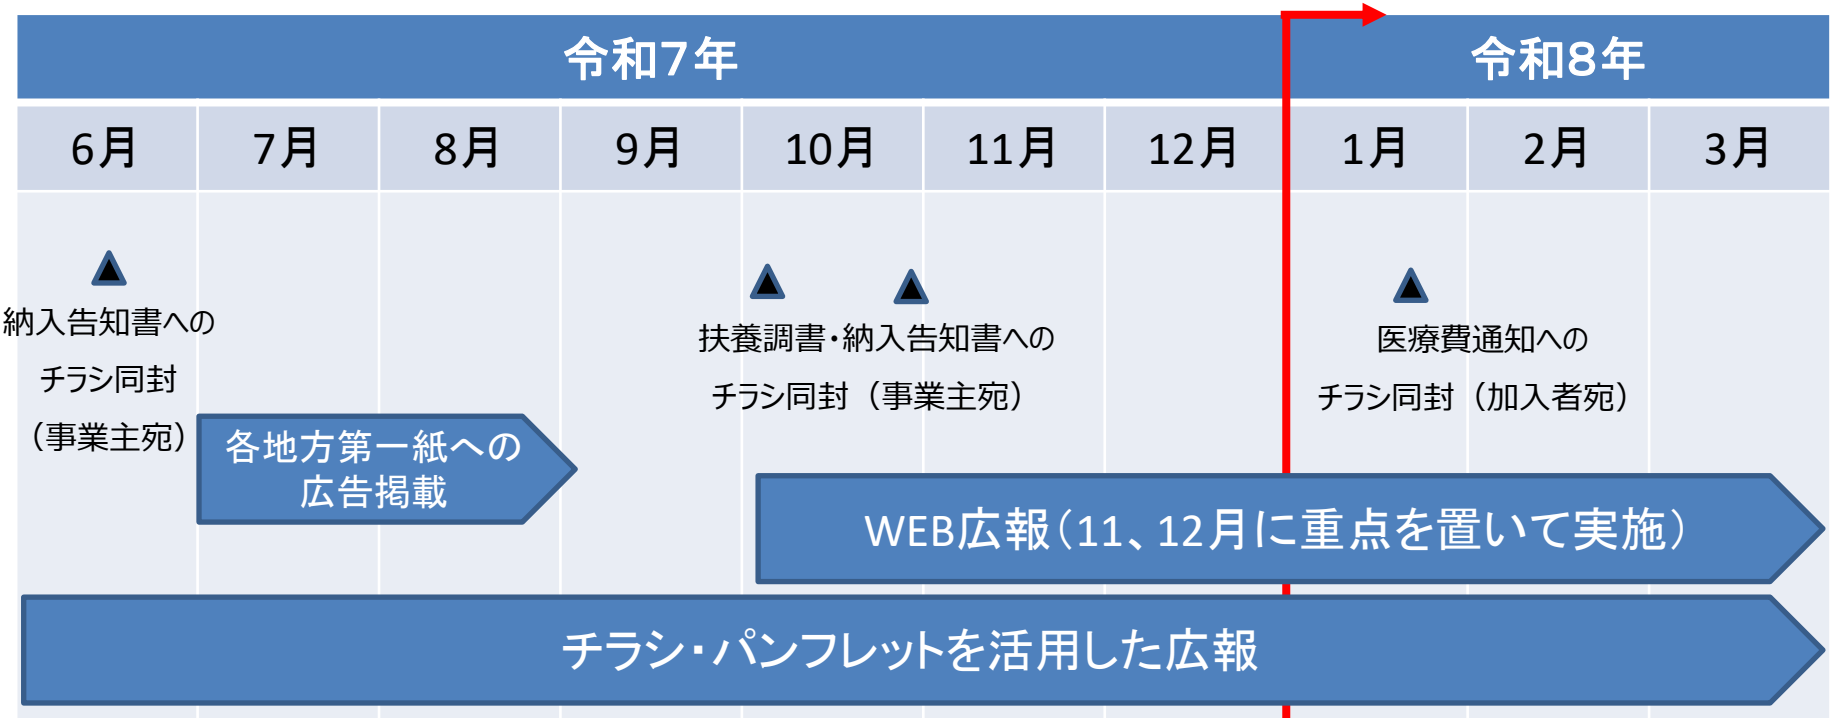 令和７年
令和８年
6月
7月
8月
9月
10月
11月
12月
1月
2月
3月
納入告知書への
チラシ同封
（事業主宛）
扶養調書・納入告知書への
チラシ同封（事業主宛）
医療費通知への
チラシ同封（加入者宛）
各地方第一紙への
広告掲載
WEB広報（11、12月に重点を置いて実施）
チラシ・パンフレットを活用した広報